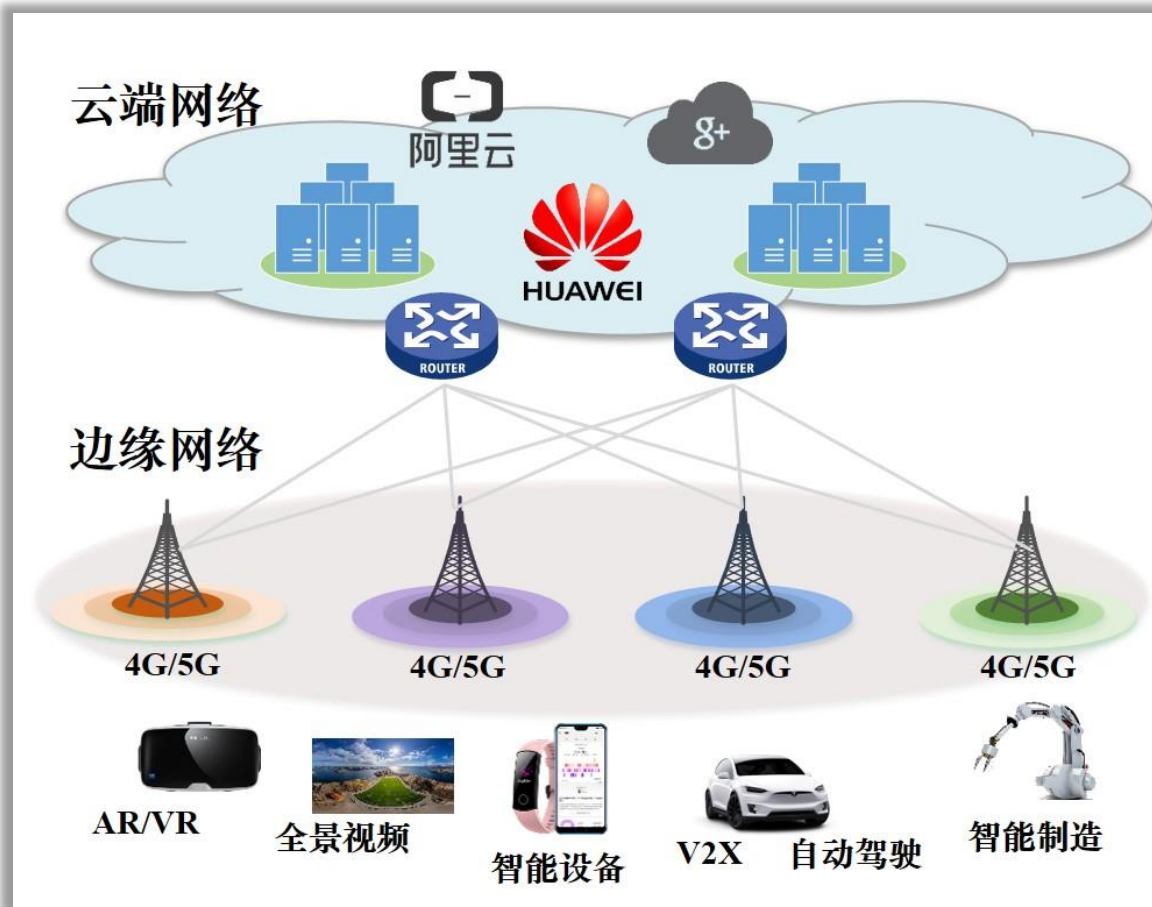 云端网络
阿里云
g+
HUAWEI
ROUTER
ROUTER
边缘网络
4G/5G
4G/5G
4G/5G
4G/5G
AR/VR
全景视频
智能设备
V2X
自动驾驶
智能制造